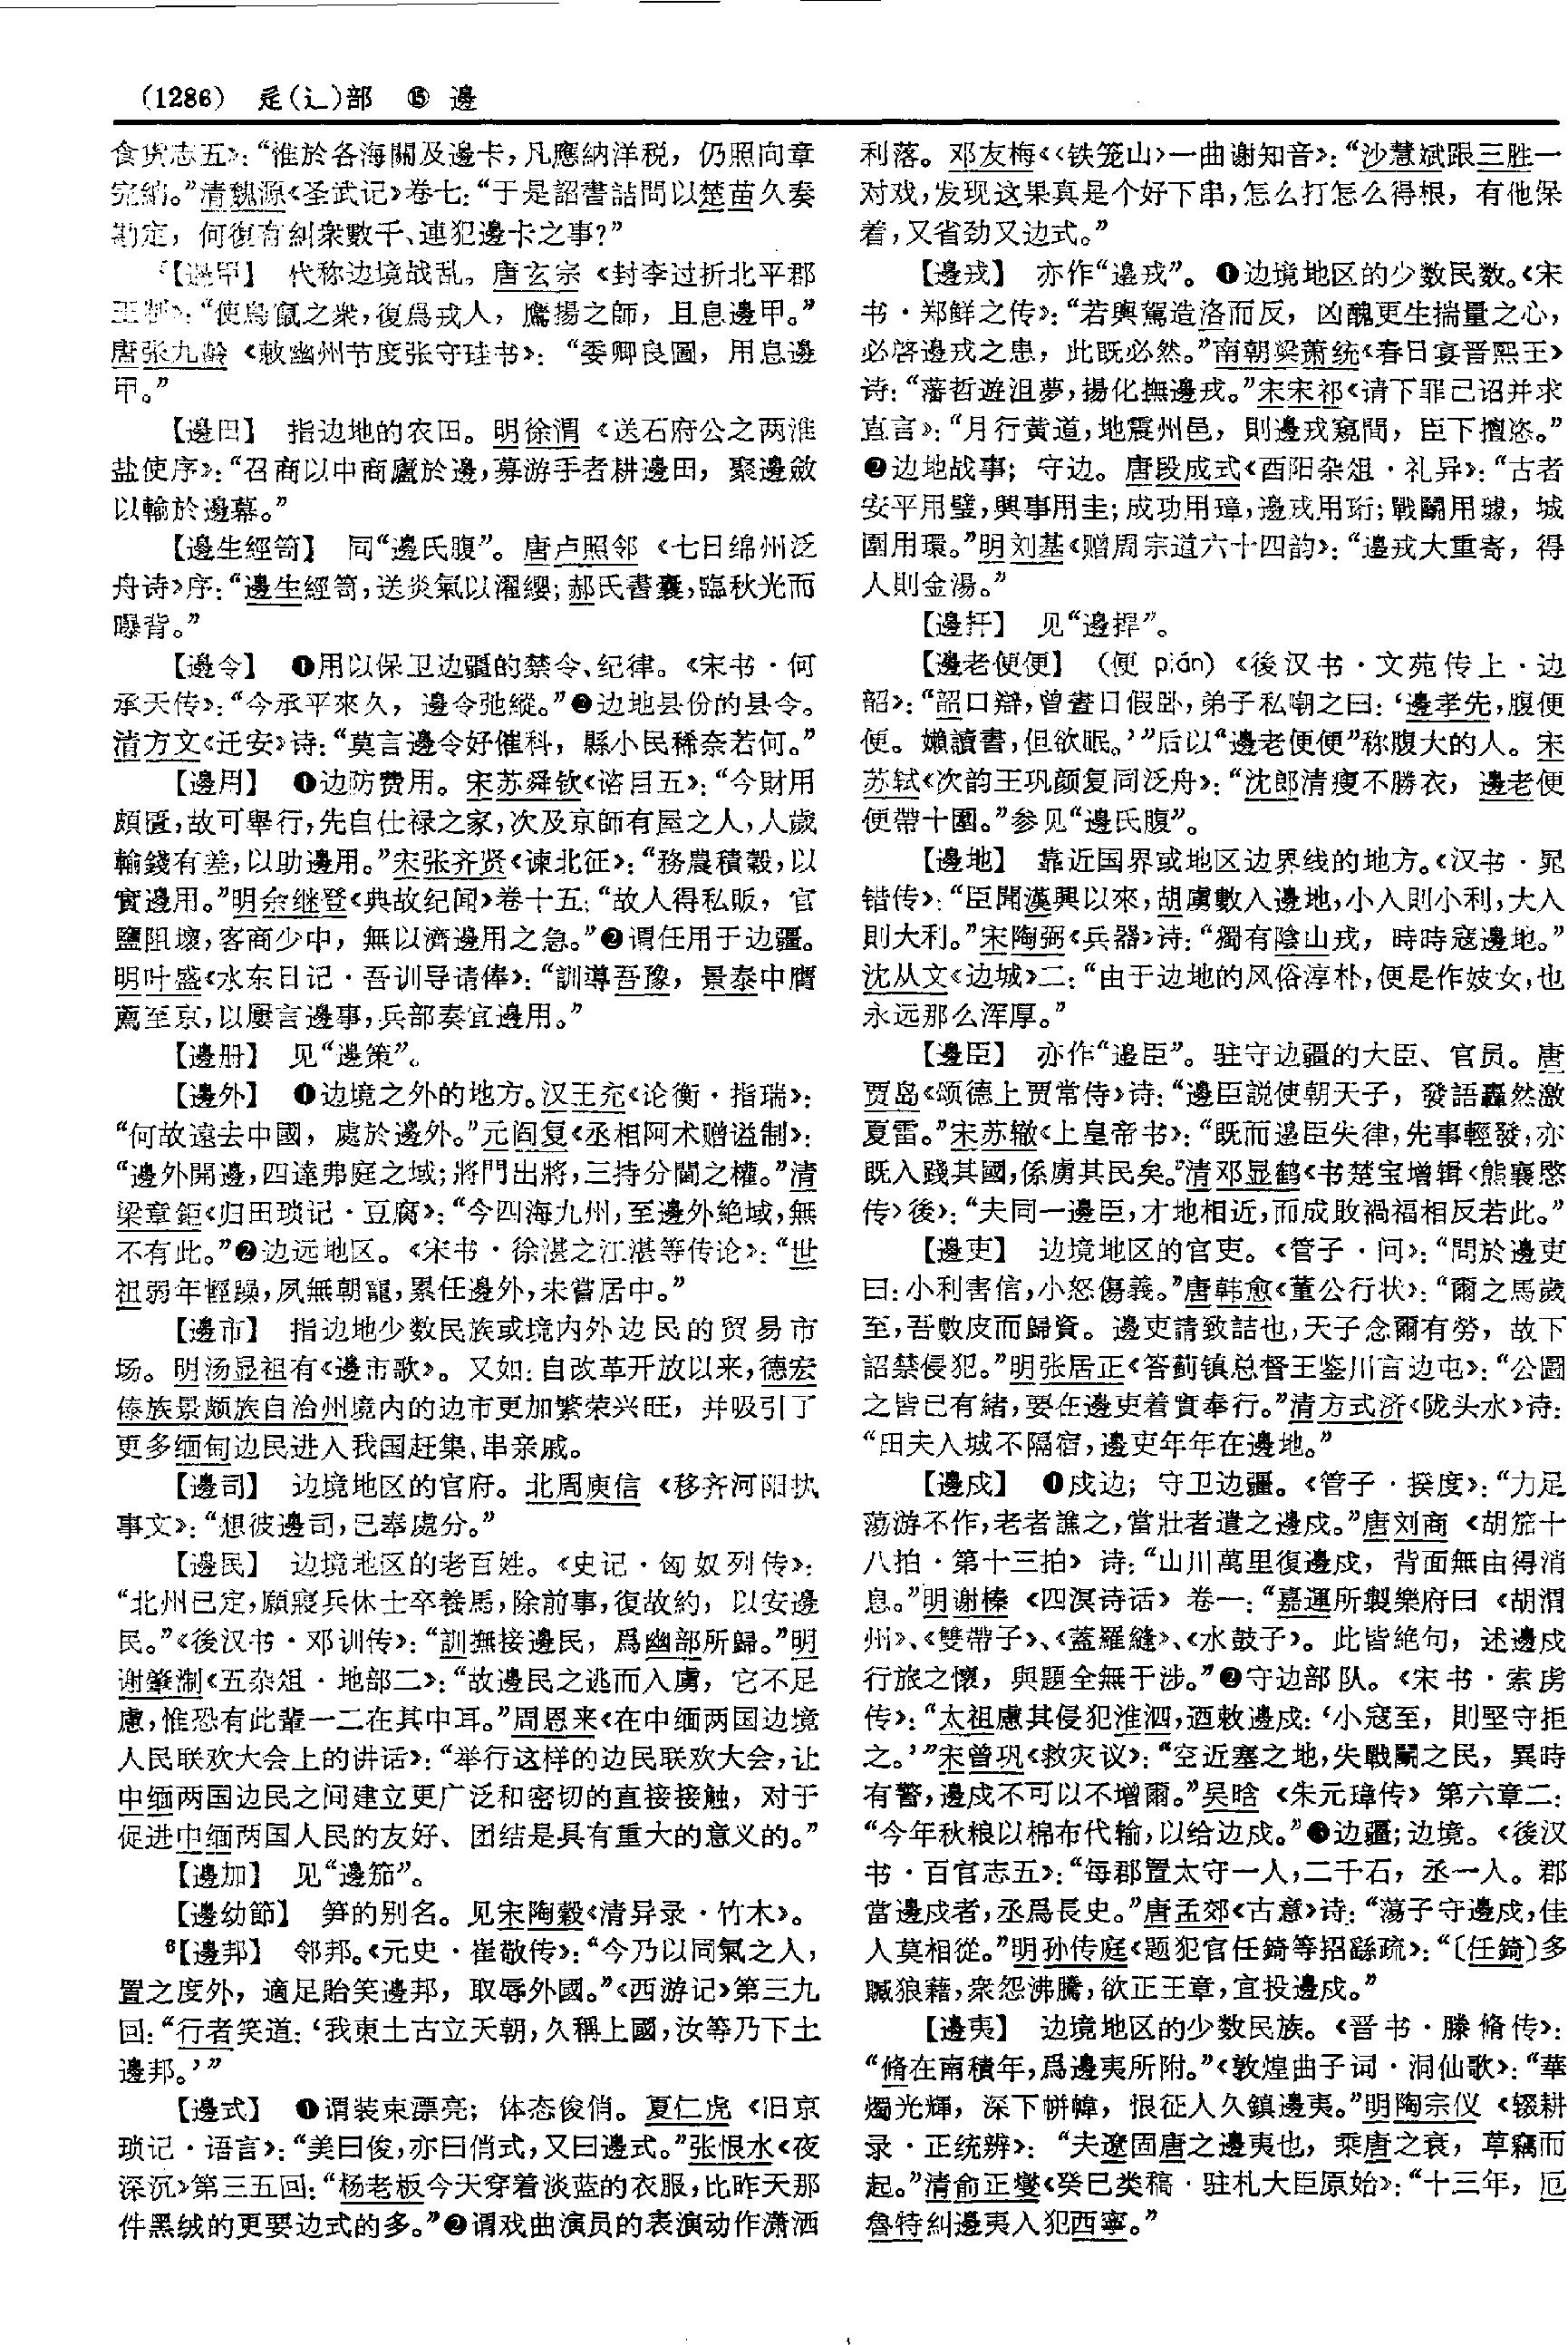 (1286) 辵(辶)部 ⑮ 邊
食货志五》：“惟於各海關及邊卡，凡應納洋税，仍照向章
完納。”清魏源《圣武记》卷七：“于是詔書詰問以楚苗久奏
勘定，何復有糾衆數千、連犯邊卡之事？”
【邊甲】 代称边境战乱。唐玄宗《封李过折北平郡
王制》：“使鳥竄之衆，復爲戎人，鷹揚之師，且息邊甲。”
唐张九龄《敕幽州节度张守珪书》：“委卿良圖，用息邊
甲。”
【邊田】 指边地的农田。明徐渭《送石府公之两淮
盐使序》：“召商以中商廬於邊，募游手者耕邊田，聚邊斂
以輸於邊幕。”
【邊生經笥】 同“邊氏腹”。唐卢照邻《七日绵州泛
舟诗》序：“邊生經笥，送炎氣以濯纓；郝氏書囊，臨秋光而
曝背。”
【邊令】 ❶用以保卫边疆的禁令、纪律。《宋书·何
承天传》：“今承平來久，邊令弛縱。”❷边地县份的县令。
清方文《迁安》诗：“莫言邊令好催科，縣小民稀奈若何。”
【邊用】 ❶边防费用。宋苏舜钦《谘目五》：“今財用
頗匱，故可舉行，先自仕禄之家，次及京師有屋之人，人歲
輸錢有差，以助邊用。”宋张齐贤《谏北征》：“務農積穀，以
實邊用。”明余继登《典故纪闻》卷十五：“故人得私販，官
鹽阻壞，客商少中，無以濟邊用之急。”❷谓任用于边疆。
明叶盛《水东日记·吾训导请俸》：“訓導吾豫，景泰中膺
薦至京，以屢言邊事，兵部奏宜邊用。”
【邊册】 见“邊策”。
【邊外】 ❶边境之外的地方。汉王充《论衡·指瑞》：
“何故遠去中國，處於邊外。”元阎复《丞相阿术赠谥制》：
“邊外開邊，四達弗庭之域；將門出將，三持分閫之權。”清
梁章鉅《归田琐记·豆腐》：“今四海九州，至邊外絶域，無
不有此。”❷边远地区。《宋书·徐湛之江湛等传论》：“世
祖弱年輕躁，夙無朝寵，累任邊外，未嘗居中。”
【邊市】 指边地少数民族或境内外边民的贸易市
场。明汤显祖有《邊市歌》。又如：自改革开放以来，德宏
傣族景颇族自治州境内的边市更加繁荣兴旺，并吸引了
更多缅甸边民进入我国赶集、串亲戚。
【邊司】 边境地区的官府。北周庾信《移齐河阳执
事文》：“想彼邊司，已奉處分。”
【邊民】 边境地区的老百姓。《史记·匈奴列传》：
“北州已定，願寢兵休士卒養馬，除前事，復故約，以安邊
民。”《後汉书·邓训传》：“訓撫接邊民，爲幽部所歸。”明
谢肇淛《五杂俎·地部二》：“故邊民之逃而入虜，它不足
慮，惟恐有此輩一二在其中耳。”周恩来《在中缅两国边境
人民联欢大会上的讲话》：“举行这样的边民联欢大会，让
中缅两国边民之间建立更广泛和密切的直接接触，对于
促进中缅两国人民的友好、团结是具有重大的意义的。”
【邊加】 见“邊笳”。
【邊幼節】 笋的别名。见宋陶穀《清异录·竹木》。
6【邊邦】 邻邦。《元史·崔敬传》：“今乃以同氣之人，
置之度外，適足貽笑邊邦，取辱外國。”《西游记》第三九
回：“行者笑道：‘我東土古立天朝，久稱上國，汝等乃下土
邊邦。’”
【邊式】 ❶谓装束漂亮；体态俊俏。夏仁虎《旧京
琐记·语言》：“美曰俊，亦曰俏式，又曰邊式。”张恨水《夜
深沉》第三五回：“杨老板今天穿着淡蓝的衣服，比昨天那
件黑绒的更要边式的多。”❷谓戏曲演员的表演动作潇洒
利落。邓友梅《〈铁笼山〉一曲谢知音》：“沙慧斌跟三胜一
对戏，发现这果真是个好下串，怎么打怎么得根，有他保
着，又省劲又边式。”
【邊戎】 亦作“邉戎”。❶边境地区的少数民数。《宋
书·郑鲜之传》：“若輿駕造洛而反，凶醜更生揣量之心，
必啓邊戎之患，此既必然。”南朝梁萧统《春日宴晋熙王》
诗：“藩哲遊沮夢，揚化撫邊戎。”宋宋祁《请下罪己诏并求
直言》：“月行黄道，地震州邑，則邊戎窺間，臣下擅恣。”
❷边地战事；守边。唐段成式《酉阳杂俎·礼异》：“古者
安平用璧，興事用圭；成功用璋，邊戎用珩；戰鬭用璩，城
圍用環。”明刘基《赠周宗道六十四韵》：“邉戎大重寄，得
人則金湯。”
【邊扞】 见“邊捍”。
【邊老便便】 （便 pián）《後汉书·文苑传上·边
韶》：“韶口辯，曾晝日假卧，弟子私嘲之曰：‘邊孝先，腹便
便。嬾讀書，但欲眠。’”后以“邊老便便”称腹大的人。宋
苏轼《次韵王巩颜复同泛舟》：“沈郎清瘦不勝衣，邊老便
便帶十圍。”参见“邊氏腹”。
【邊地】 靠近国界或地区边界线的地方。《汉书·晁
错传》：“臣聞漢興以來，胡虜數入邊地，小入則小利，大入
則大利。”宋陶弼《兵器》诗：“獨有陰山戎，時時寇邊地。”
沈从文《边城》二：“由于边地的风俗淳朴，便是作妓女，也
永远那么浑厚。”
【邊臣】 亦作“邉臣”。驻守边疆的大臣、官员。唐
贾岛《颂德上贾常侍》诗：“邊臣説使朝天子，發語轟然激
夏雷。”宋苏辙《上皇帝书》：“既而邉臣失律，先事輕發，亦
既入踐其國，係虜其民矣。”清邓显鹤《书楚宝增辑〈熊襄愍
传〉後》：“夫同一邊臣，才地相近，而成敗禍福相反若此。”
【邊吏】 边境地区的官吏。《管子·问》：“問於邊吏
曰：小利害信，小怒傷義。”唐韩愈《董公行状》：“爾之馬歲
至，吾數皮而歸資。邊吏請致詰也，天子念爾有勞，故下
詔禁侵犯。”明张居正《答蓟镇总督王鉴川言边屯》：“公圖
之皆已有緒，要在邊吏着實奉行。”清方式济《陇头水》诗：
“田夫入城不隔宿，邊吏年年在邊地。”
【邊戍】 ❶戍边；守卫边疆。《管子·揆度》：“力足
蕩游不作，老者譙之，當壯者遣之邊戍。”唐刘商《胡笳十
八拍·第十三拍》诗：“山川萬里復邊戍，背面無由得消
息。”明谢榛《四溟诗话》卷一：“嘉運所製樂府曰《胡渭
州》、《雙帶子》、《蓋羅縫》、《水鼓子》。此皆絶句，述邊戍
行旅之懷，與題全無干涉。”❷守边部队。《宋书·索虏
传》：“太祖慮其侵犯淮泗，迺敕邊戍：‘小寇至，則堅守拒
之。’”宋曾巩《救灾议》：“空近塞之地，失戰鬭之民，異時
有警，邊戍不可以不增爾。”吴晗《朱元璋传》第六章二：
“今年秋粮以棉布代输，以给边戍。”❸边疆；边境。《後汉
书·百官志五》：“每郡置太守一人，二千石，丞一人。郡
當邊戍者，丞爲長史。”唐孟郊《古意》诗：“蕩子守邊戍，佳
人莫相從。”明孙传庭《题犯官任錡等招繇疏》：“〔任錡〕多
贓狼藉，衆怨沸騰，欲正王章，宜投邊戍。”
【邊夷】 边境地区的少数民族。《晋书·滕脩传》：
“脩在南積年，爲邊夷所附。”《敦煌曲子词·洞仙歌》：“華
燭光輝，深下帡幃，恨征人久鎮邊夷。”明陶宗仪《辍耕
录·正统辨》：“夫遼固唐之邊夷也，乘唐之衰，草竊而
起。”清俞正燮《癸巳类稿·驻札大臣原始》：“十三年，厄
魯特糾邊夷入犯西寧。”